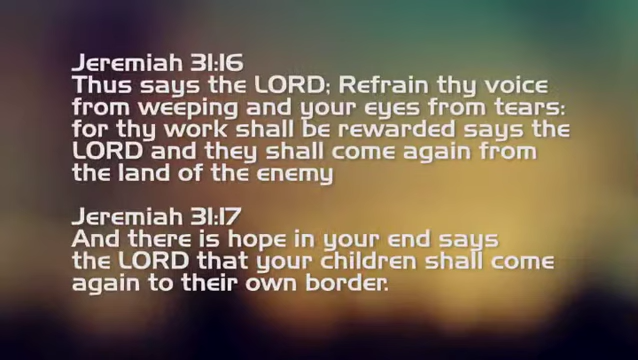 Jeremiah 31:16
Thus says the LORD; Refrain thy voice
from weeping and your eyes from tears:
for thy work shall be rewarded says the
LORD and they shall come again from
the land of the enemy
Jeremiah 31:17
And there is hope in your end says
the LORD that your children shall come
again to their own border.